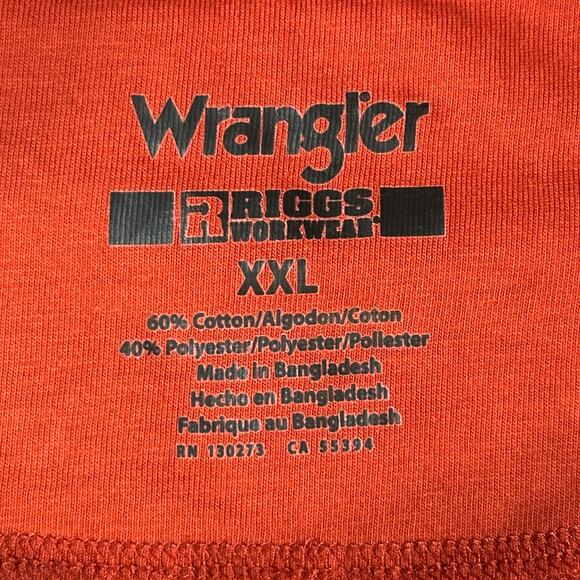 Wrangler
R RIGGS
WORKWEAR
XXL
60% Cotton/Algodon/Coton
40% Polyester/Polyester/Poliester
Made in Bangladesh
Hecho en Bangladesh
Fabrique au Bangladesh
RN 130273 CA 55394